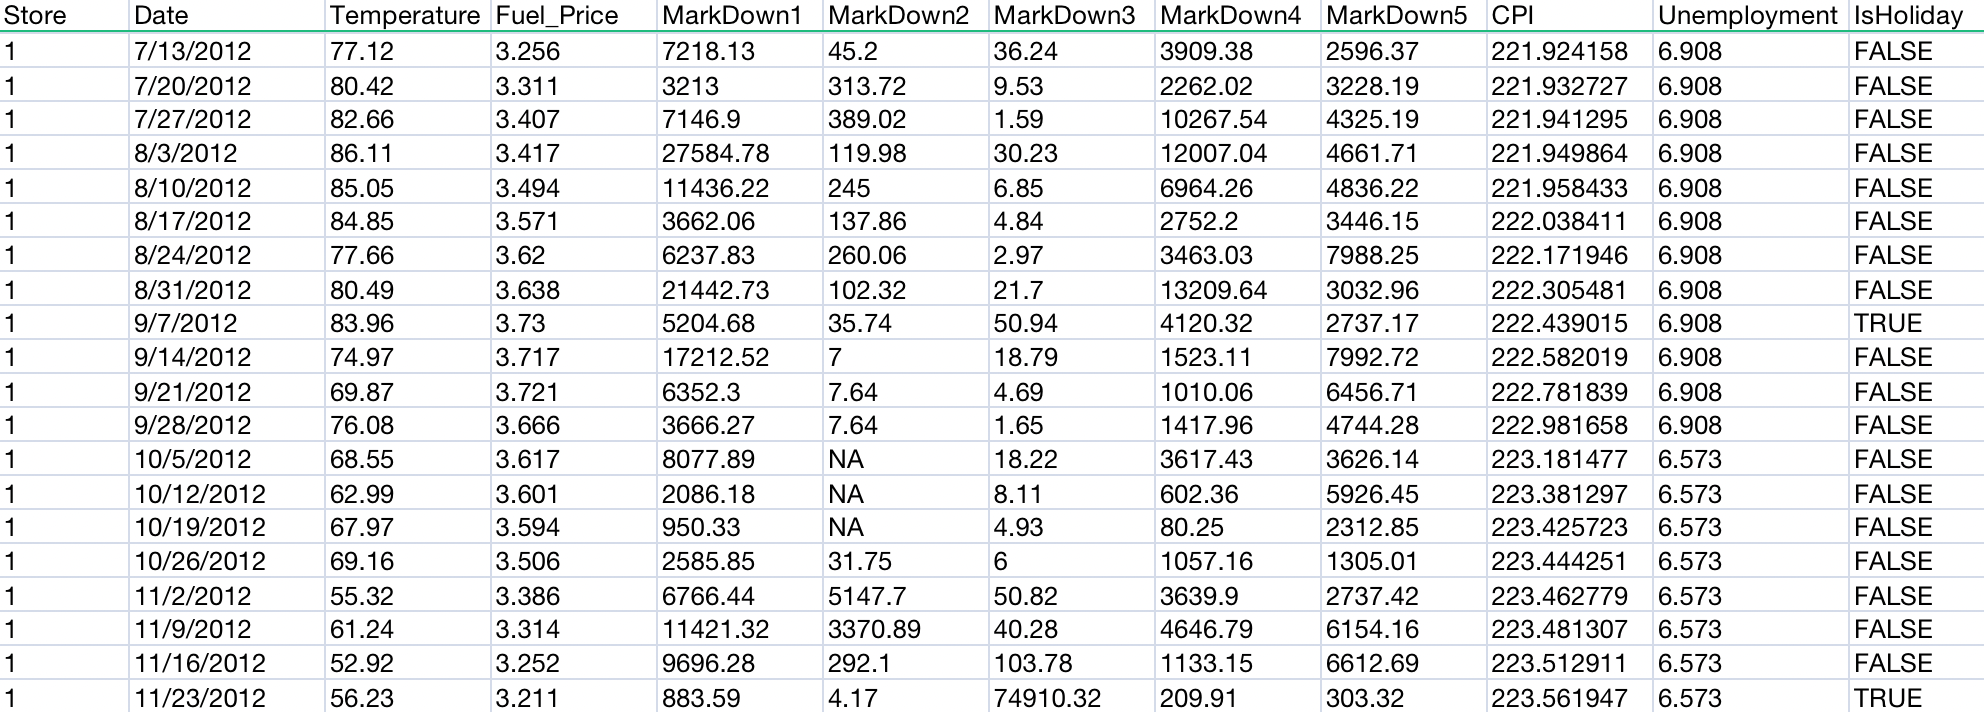 Store Date Temperature Fuel_Price MarkDown1 MarkDown2 MarkDown3 MarkDown4 MarkDown5 CPI Unemployment IsHoliday
1 7/13/2012 77.12 3.256 7218.13 45.2 36.24 3909.38 2596.37 221.924158 6.908 FALSE
1 7/20/2012 80.42 3.311 3213 313.72 9.53 2262.02 3228.19 221.932727 6.908 FALSE
1 7/27/2012 82.66 3.407 7146.9 389.02 1.59 10267.54 4325.19 221.941295 6.908 FALSE
1 8/3/2012 86.11 3.417 27584.78 119.98 30.23 12007.04 4661.71 221.949864 6.908 FALSE
1 8/10/2012 85.05 3.494 11436.22 245 6.85 6964.26 4836.22 221.958433 6.908 FALSE
1 8/17/2012 84.85 3.571 3662.06 137.86 4.84 2752.2 3446.15 222.038411 6.908 FALSE
1 8/24/2012 77.66 3.62 6237.83 260.06 2.97 3463.03 7988.25 222.171946 6.908 FALSE
1 8/31/2012 80.49 3.638 21442.73 102.32 21.7 13209.64 3032.96 222.305481 6.908 FALSE
1 9/7/2012 83.96 3.73 5204.68 35.74 50.94 4120.32 2737.17 222.439015 6.908 TRUE
1 9/14/2012 74.97 3.717 17212.52 7 18.79 1523.11 7992.72 222.582019 6.908 FALSE
1 9/21/2012 69.87 3.721 6352.3 7.64 4.69 1010.06 6456.71 222.781839 6.908 FALSE
1 9/28/2012 76.08 3.666 3666.27 7.64 1.65 1417.96 4744.28 222.981658 6.908 FALSE
1 10/5/2012 68.55 3.617 8077.89 NA 18.22 3617.43 3626.14 223.181477 6.573 FALSE
1 10/12/2012 62.99 3.601 2086.18 NA 8.11 602.36 5926.45 223.381297 6.573 FALSE
1 10/19/2012 67.97 3.594 950.33 NA 4.93 80.25 2312.85 223.425723 6.573 FALSE
1 10/26/2012 69.16 3.506 2585.85 31.75 6 1057.16 1305.01 223.444251 6.573 FALSE
1 11/2/2012 55.32 3.386 6766.44 5147.7 50.82 3639.9 2737.42 223.462779 6.573 FALSE
1 11/9/2012 61.24 3.314 11421.32 3370.89 40.28 4646.79 6154.16 223.481307 6.573 FALSE
1 11/16/2012 52.92 3.252 9696.28 292.1 103.78 1133.15 6612.69 223.512911 6.573 FALSE
1 11/23/2012 56.23 3.211 883.59 4.17 74910.32 209.91 303.32 223.561947 6.573 TRUE